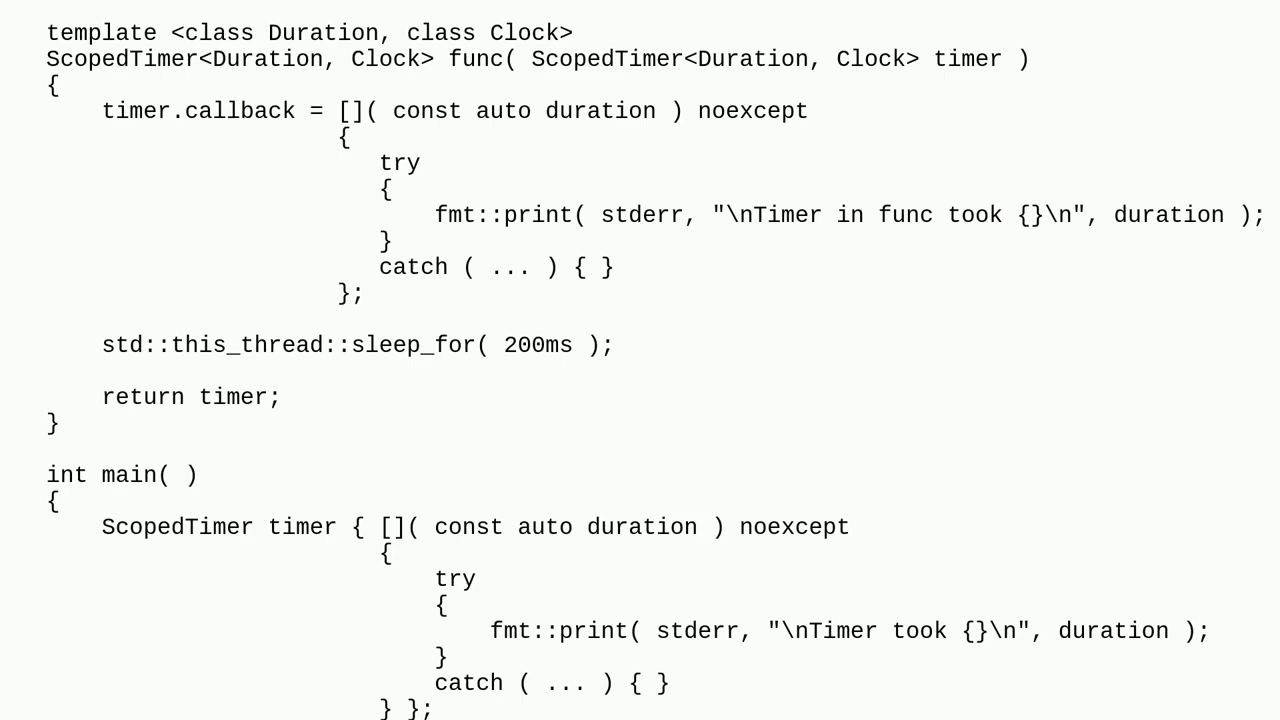 template <class Duration, class Clock>
ScopedTimer<Duration, Clock> func( ScopedTimer<Duration, Clock> timer )
{
    timer.callback = []( const auto duration ) noexcept
                     {
                        try
                        {
                            fmt::print( stderr, "\nTimer in func took {}\n", duration );
                        }
                        catch ( ... ) { }
                     };

    std::this_thread::sleep_for( 200ms );

    return timer;
}

int main( )
{
    ScopedTimer timer { []( const auto duration ) noexcept
                        {
                            try
                            {
                                fmt::print( stderr, "\nTimer took {}\n", duration );
                            }
                            catch ( ... ) { }
                        } };